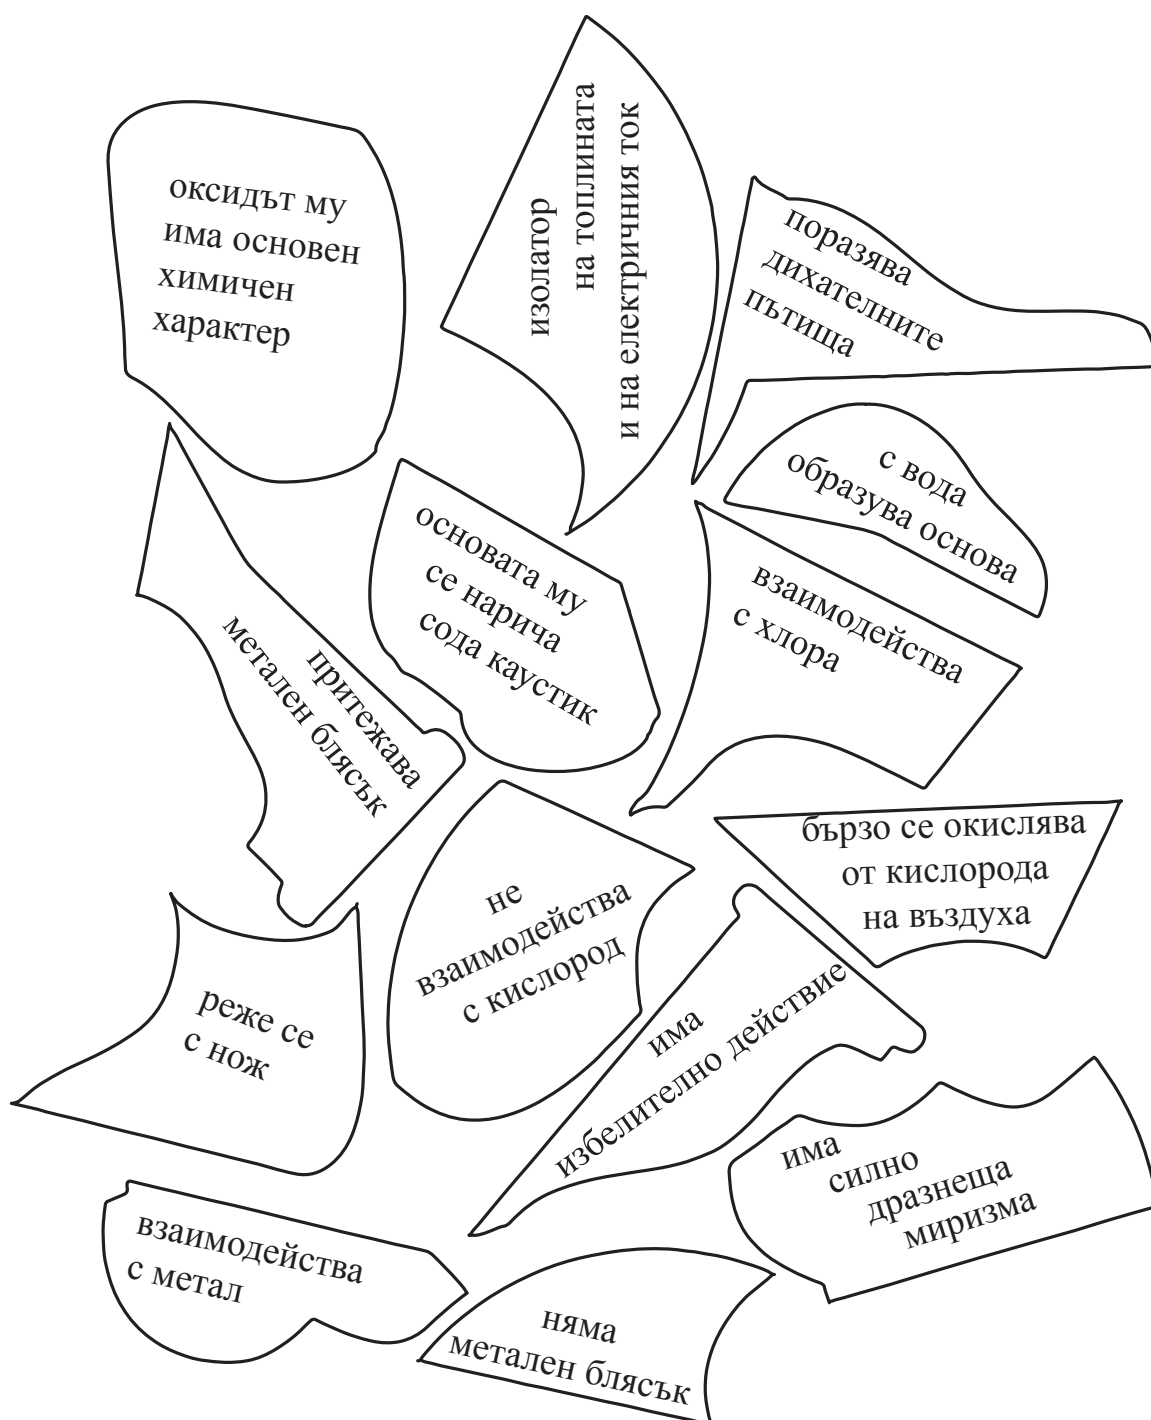 оксидът му
има основен
химичен
характер
изолатор
на топлината
и на електричния ток
поразява
дихателните
пътища
с вода
образува основа
основата му
се нарича
сода каустик
взаимодейства
с хлора
притежава
метален блясък
не
взаимодейства
с кислород
бързо се окислява
от кислорода
на въздуха
реже се
с нож
има
избелително действие
има
силно
дразнеща
миризма
взаимодейства
с метал
няма
метален блясък